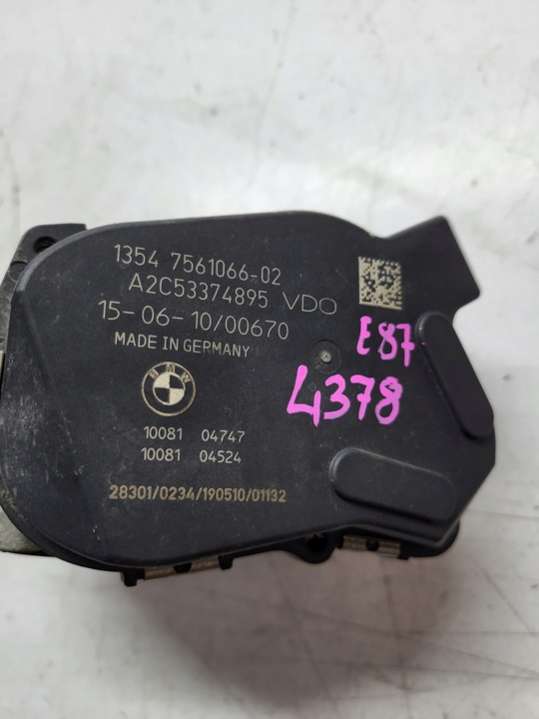 1354 7561066-02
A2C53374895 VDO
15-06-10/00670
MADE IN GERMANY
E87
BMW
4378
10081 04747
10081 04524
28301/0234/190510/01132